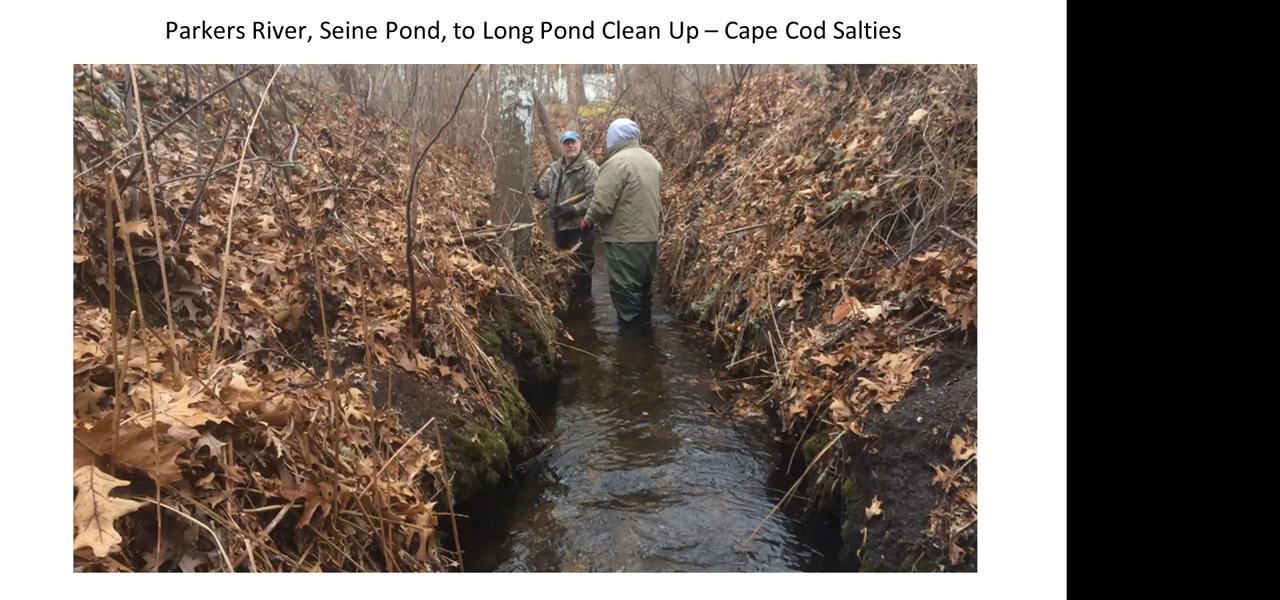 Parkers River, Seine Pond, to Long Pond Clean Up – Cape Cod Salties